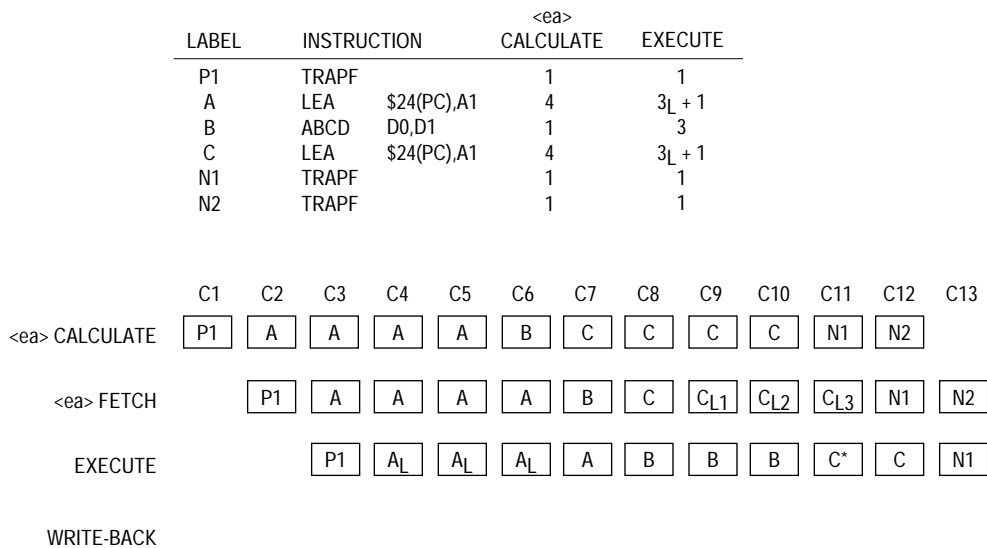 <ea>
LABEL INSTRUCTION CALCULATE EXECUTE
P1 TRAPF 1 1
A LEA $24(PC),A1 4 3L + 1
B ABCD D0,D1 1 3
C LEA $24(PC),A1 4 3L + 1
N1 TRAPF 1 1
N2 TRAPF 1 1
C1 C2 C3 C4 C5 C6 C7 C8 C9 C10 C11 C12 C13
<ea> CALCULATE P1 A A A A B C C C C N1 N2
<ea> FETCH P1 A A A A B C CL1 CL2 CL3 N1 N2
EXECUTE P1 AL AL AL A B B B C* C N1
WRITE-BACK